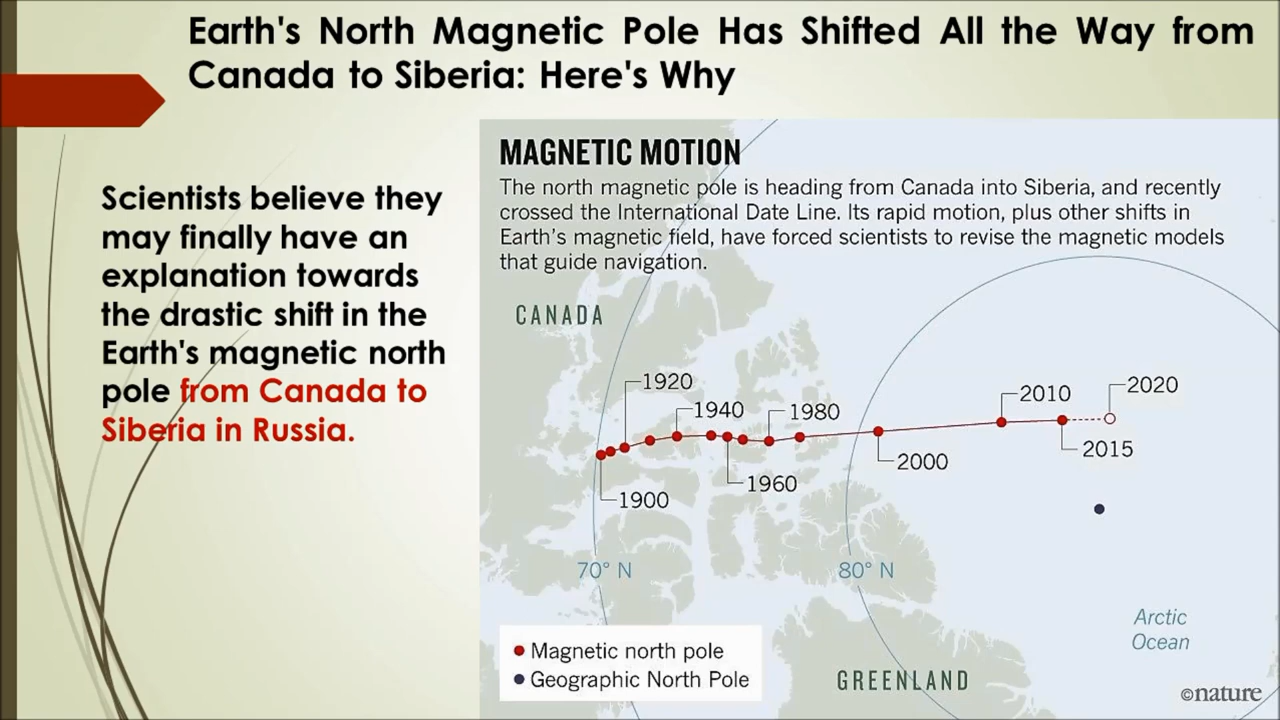 Earth's North Magnetic Pole Has Shifted All the Way from
Canada to Siberia: Here's Why
Scientists believe they
may finally have an
explanation towards
the drastic shift in the
Earth's magnetic north
pole from Canada to
Siberia in Russia.
MAGNETIC MOTION
The north magnetic pole is heading from Canada into Siberia, and recently
crossed the International Date Line. Its rapid motion, plus other shifts in
Earth’s magnetic field, have forced scientists to revise the magnetic models
that guide navigation.
CANADA
1920
1940
1980
2010
2020
2000
2015
1960
1900
70° N
80° N
Arctic
Ocean
Magnetic north pole
Geographic North Pole
GREENLAND
©nature